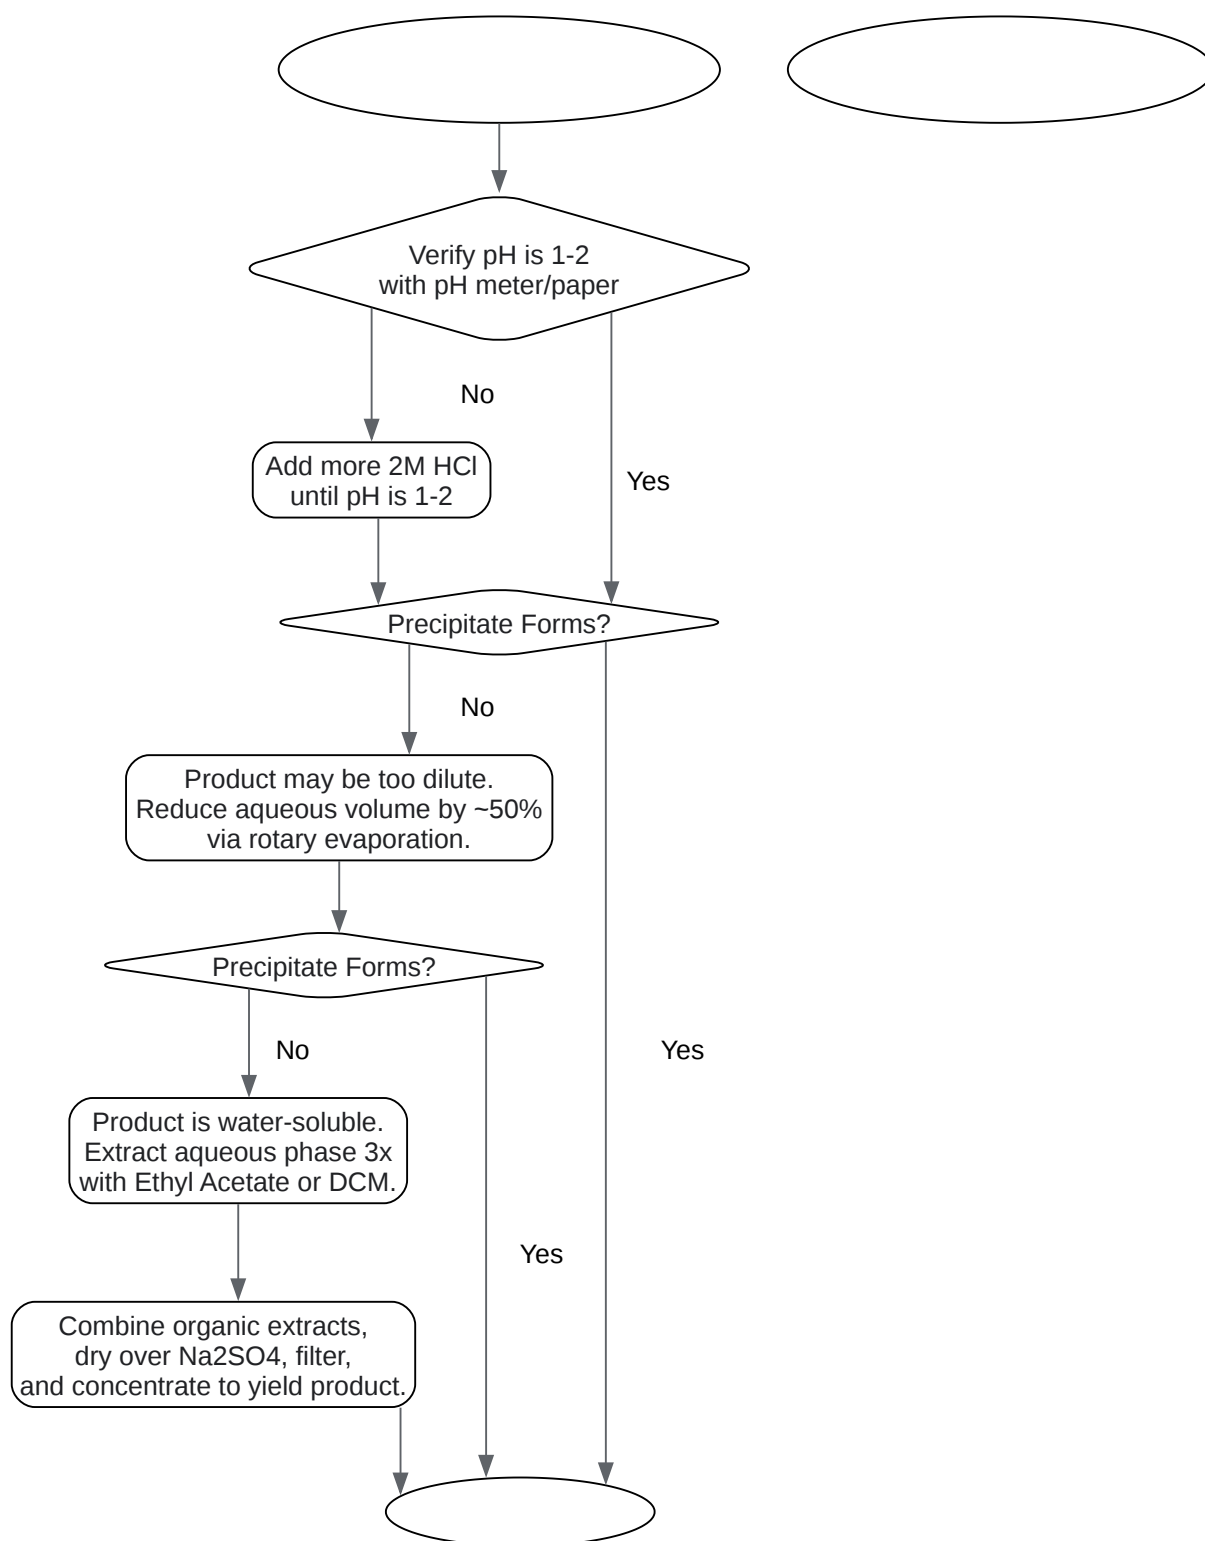 Verify pH is 1-2
with pH meter/paper
No
Add more 2M HCl
until pH is 1-2
Yes
Precipitate Forms?
No
Product may be too dilute.
Reduce aqueous volume by ~50%
via rotary evaporation.
Precipitate Forms?
No
Yes
Product is water-soluble.
Extract aqueous phase 3x
with Ethyl Acetate or DCM.
Yes
Combine organic extracts,
dry over Na2SO4, filter,
and concentrate to yield product.